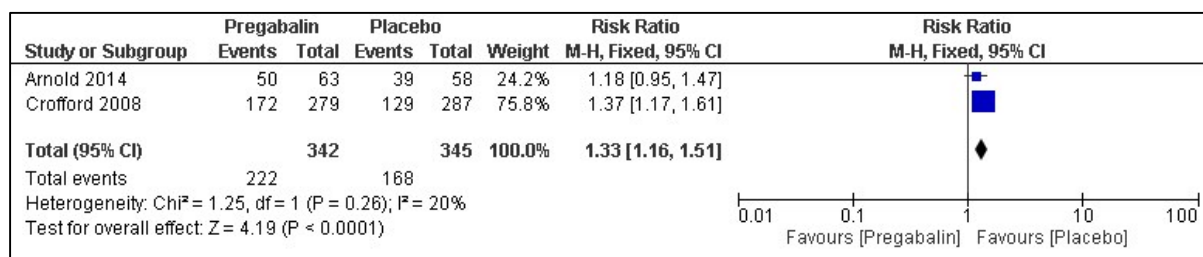 Pregabalin Placebo Risk Ratio Risk Ratio
Study or Subgroup Events Total Events Total Weight M-H, Fixed, 95% CI M-H, Fixed, 95% CI
Arnold 2014 50 63 39 58 24.2% 1.18 [0.95, 1.47]
Crofford 2008 172 279 129 287 75.8% 1.37 [1.17, 1.61]
Total (95% CI) 342 345 100.0% 1.33 [1.16, 1.51]
Total events 222 168
Heterogeneity: Chi² = 1.25, df = 1 (P = 0.26); I² = 20%
Test for overall effect: Z = 4.19 (P < 0.0001)
0.01 0.1 1 10 100
Favours [Pregabalin] Favours [Placebo]